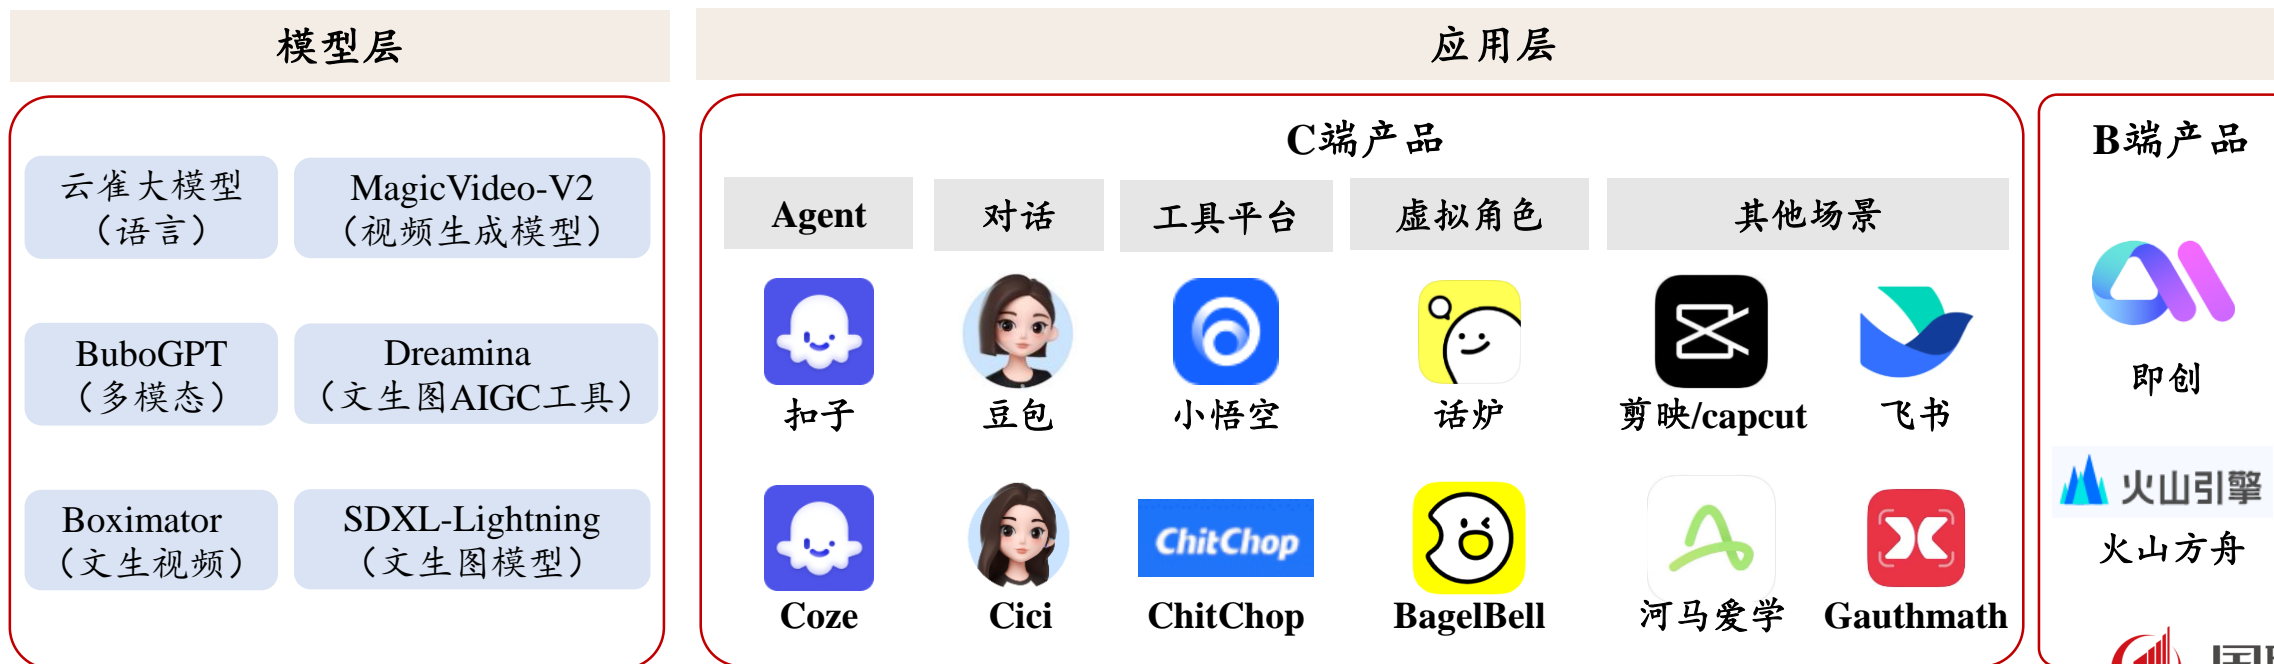 模型层
应用层
云雀大模型
（语言）
MagicVideo-V2
（视频生成模型）
BuboGPT
（多模态）
Dreamina
（文生图AIGC工具）
Boximator
（文生视频）
SDXL-Lightning
（文生图模型）
C端产品
Agent
对话
工具平台
虚拟角色
其他场景
扣子
豆包
小悟空
话炉
剪映/capcut
飞书
ChitChop
Coze
Cici
ChitChop
BagelBell
河马爱学
Gauthmath
B端产品
即创
火山引擎
火山方舟